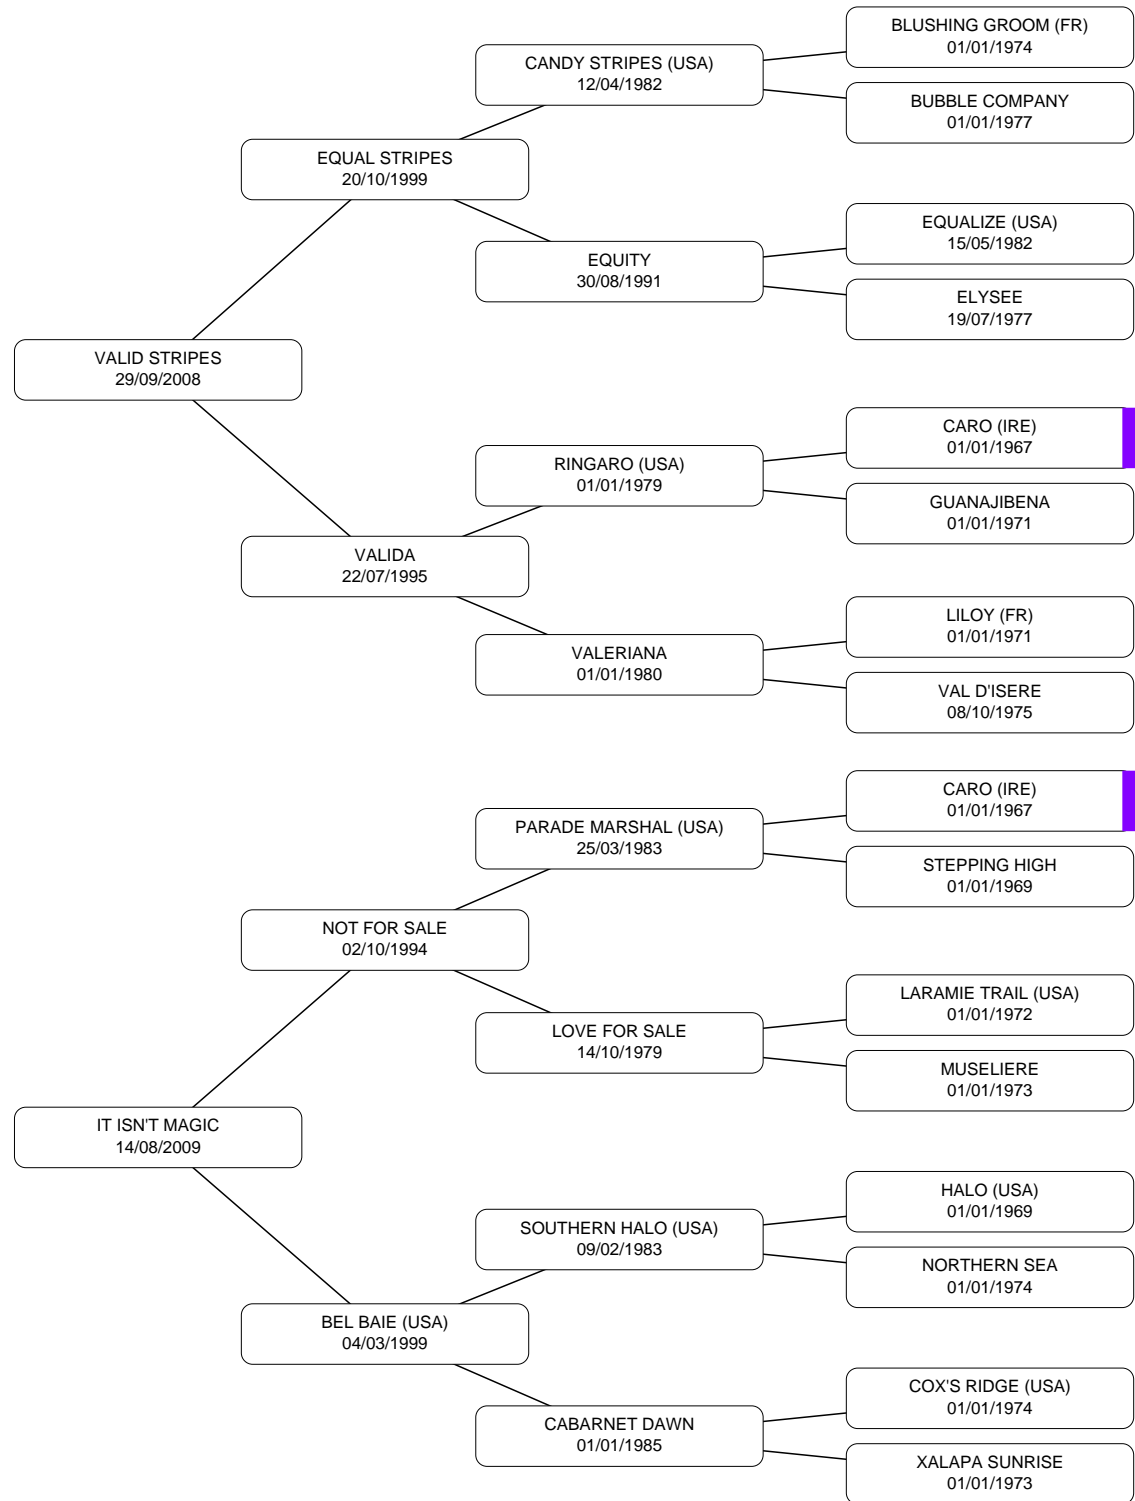 BLUSHING GROOM (FR)
01/01/1974
CANDY STRIPES (USA)
12/04/1982
BUBBLE COMPANY
01/01/1977
EQUAL STRIPES
20/10/1999
EQUALIZE (USA)
15/05/1982
EQUITY
30/08/1991
ELYSEE
19/07/1977
VALID STRIPES
29/09/2008
CARO (IRE)
01/01/1967
RINGARO (USA)
01/01/1979
GUANAJIBENA
01/01/1971
VALIDA
22/07/1995
LILOY (FR)
01/01/1971
VALERIANA
01/01/1980
VAL D'ISERE
08/10/1975
CARO (IRE)
01/01/1967
PARADE MARSHAL (USA)
25/03/1983
STEPPING HIGH
01/01/1969
NOT FOR SALE
02/10/1994
LARAMIE TRAIL (USA)
01/01/1972
LOVE FOR SALE
14/10/1979
MUSELIERE
01/01/1973
IT ISN'T MAGIC
14/08/2009
HALO (USA)
01/01/1969
SOUTHERN HALO (USA)
09/02/1983
NORTHERN SEA
01/01/1974
BEL BAIE (USA)
04/03/1999
COX'S RIDGE (USA)
01/01/1974
CABARNET DAWN
01/01/1985
XALAPA SUNRISE
01/01/1973